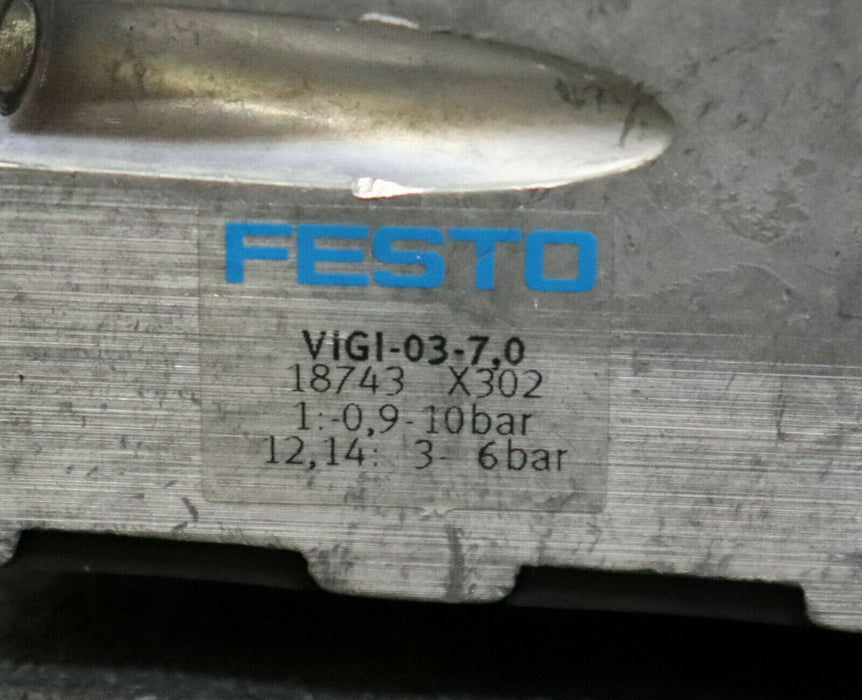 FESTO
VIGI-03-7,0
18743 X302
1:-0,9-10bar
12,14: 3- 6bar